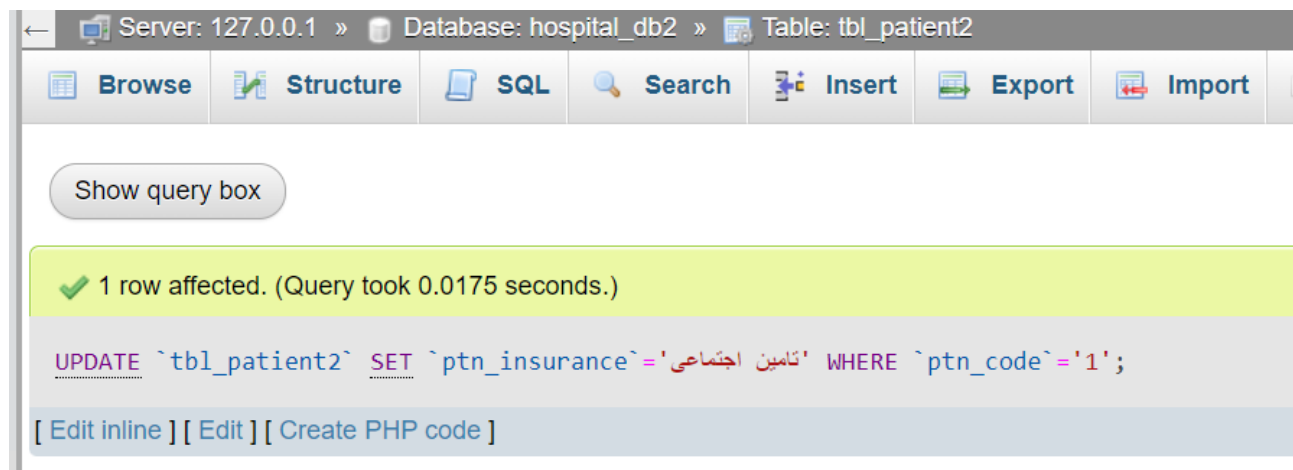 ← Server: 127.0.0.1 » Database: hospital_db2 » Table: tbl_patient2
Browse Structure SQL Search Insert Export Import
Show query box
1 row affected. (Query took 0.0175 seconds.)
UPDATE `tbl_patient2` SET `ptn_insurance`='تامین اجتماعی' WHERE `ptn_code`='1';
[ Edit inline ] [ Edit ] [ Create PHP code ]